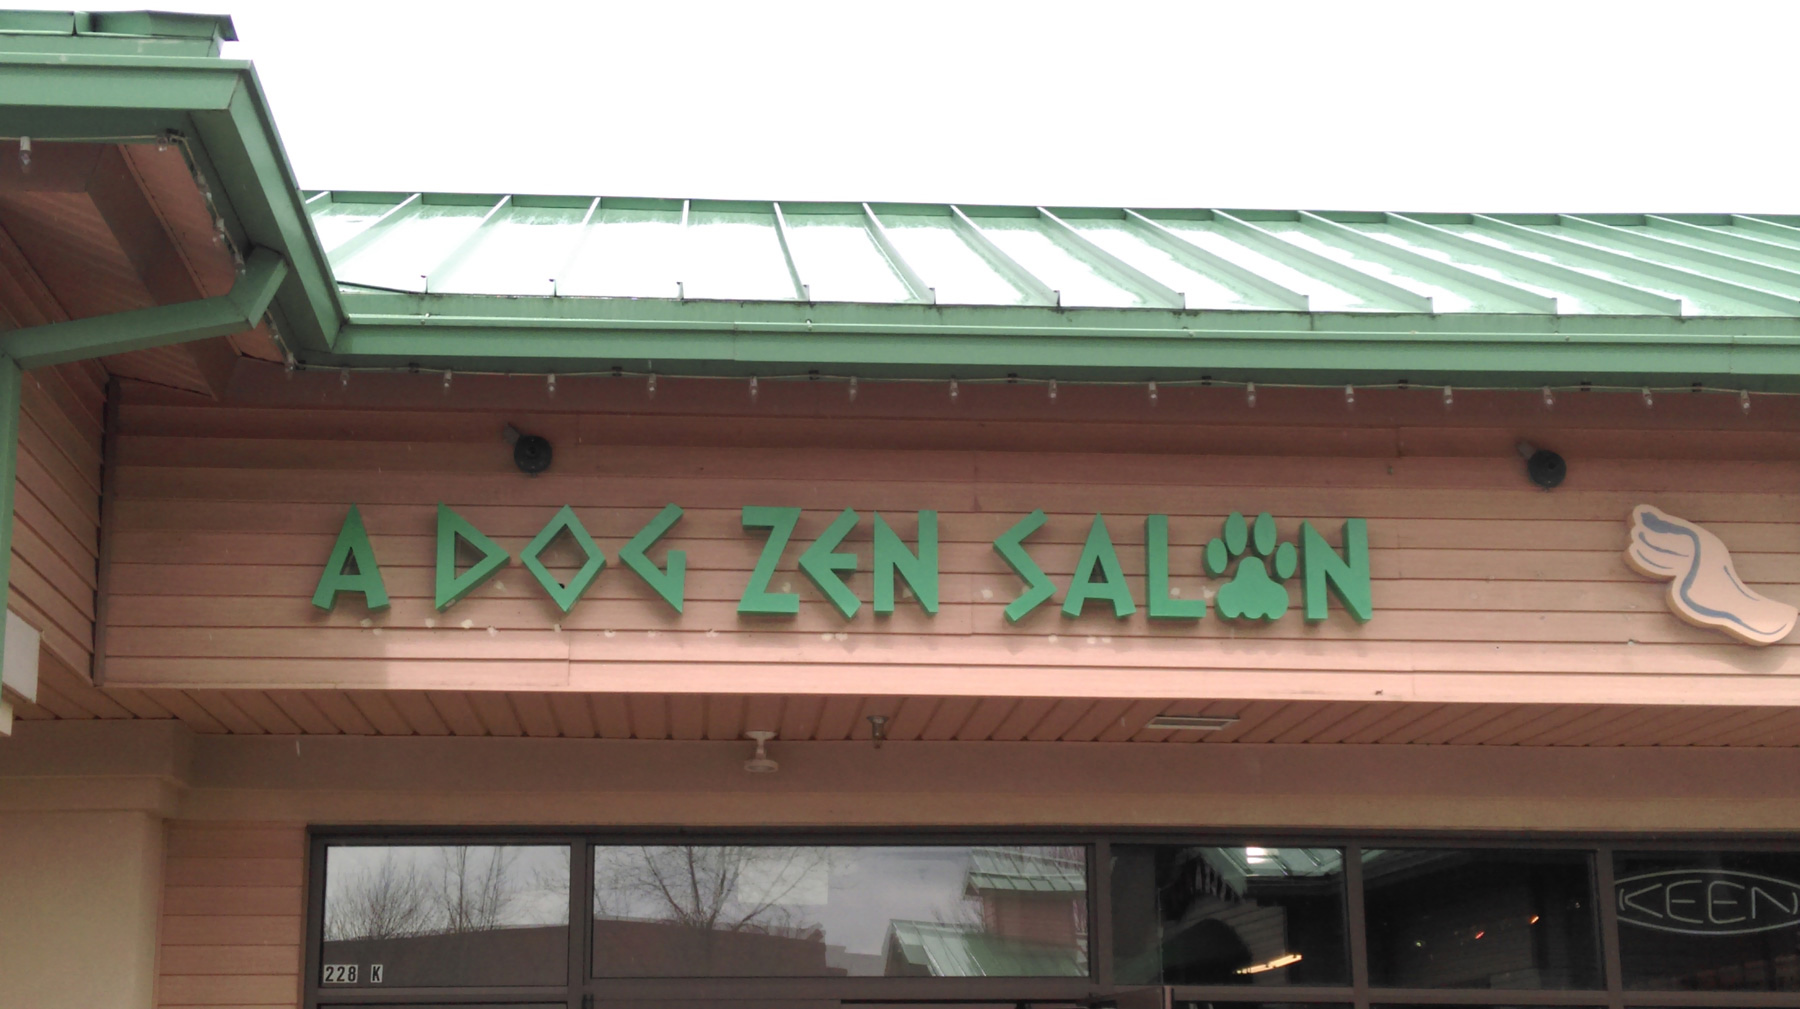 A DOG ZEN SALON
KEEN
228 K